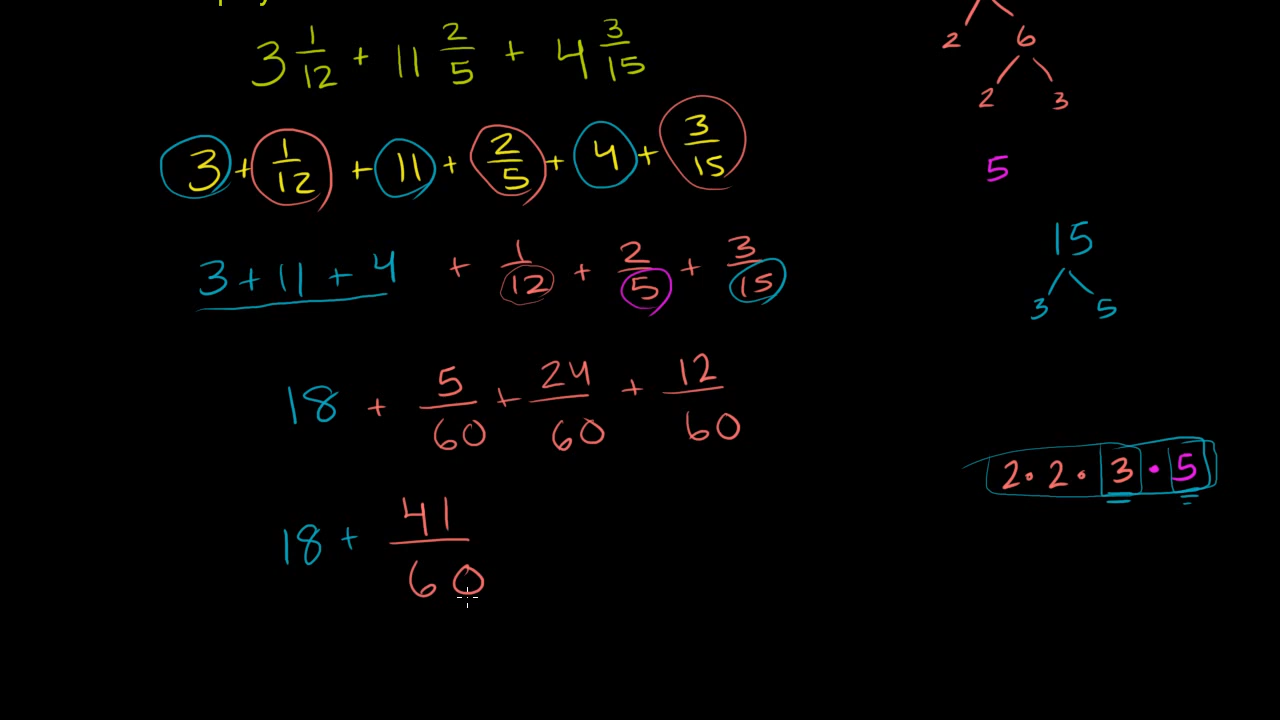 3 1/12 + 11 2/5 + 4 3/15
3 + 1/12 + 11 + 2/5 + 4 + 3/15
3 + 11 + 4 + 1/12 + 2/5 + 3/15
18 + 5/60 + 24/60 + 12/60
18 + 41/60
2 6
2 3
5
15
3 5
2 · 2 · 3 · 5